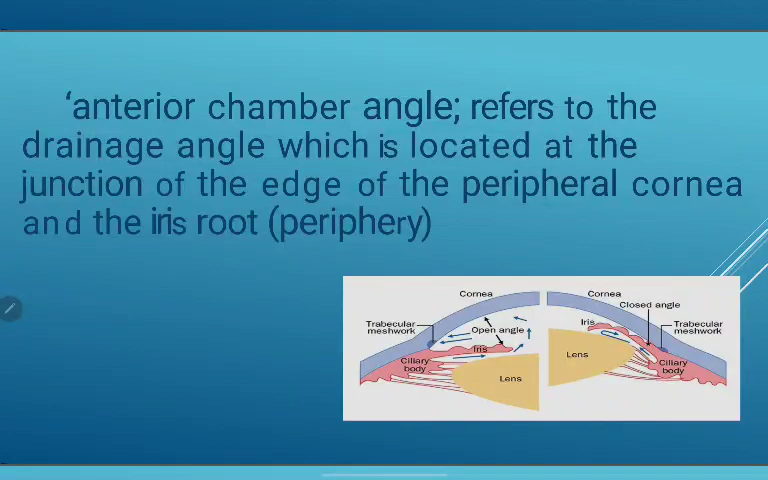 ‘anterior chamber angle; refers to the
drainage angle which is located at the
junction of the edge of the peripheral cornea
and the iris root (periphery)
Cornea
Cornea
Closed angle
Iris
Trabecular
meshwork
Open angle
Trabecular
meshwork
Iris
Ciliary
body
Lens
Lens
Ciliary
body